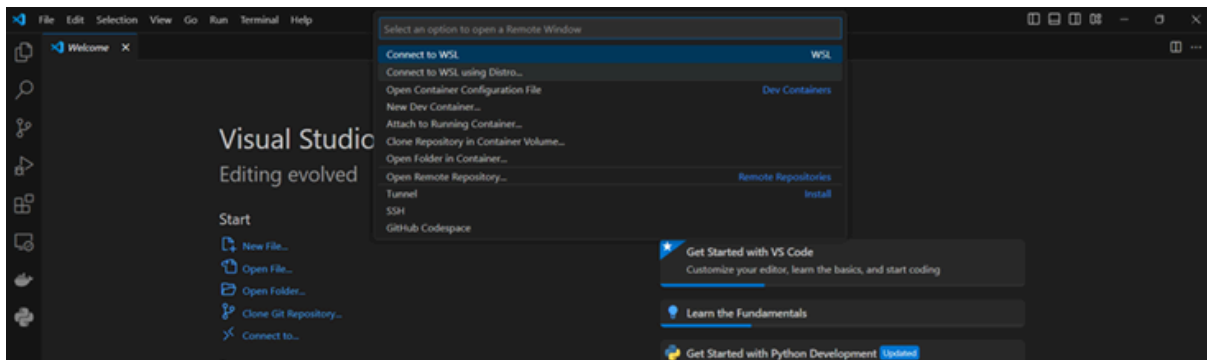 File Edit Selection View Go Run Terminal Help
Select an option to open a Remote Window
Welcome
Connect to WSL WSL
Connect to WSL using Distro...
Open Container Configuration File Dev Containers
New Dev Container...
Attach to Running Container...
Clone Repository in Container Volume...
Open Folder in Container...
Open Remote Repository... Remote Repositories
Tunnel Install
SSH
GitHub Codespace
Visual Studio
Editing evolved
Start
New File...
Open File...
Open Folder...
Clone Git Repository...
Connect to...
Get Started with VS Code
Customize your editor, learn the basics, and start coding
Learn the Fundamentals
Get Started with Python Development Updated